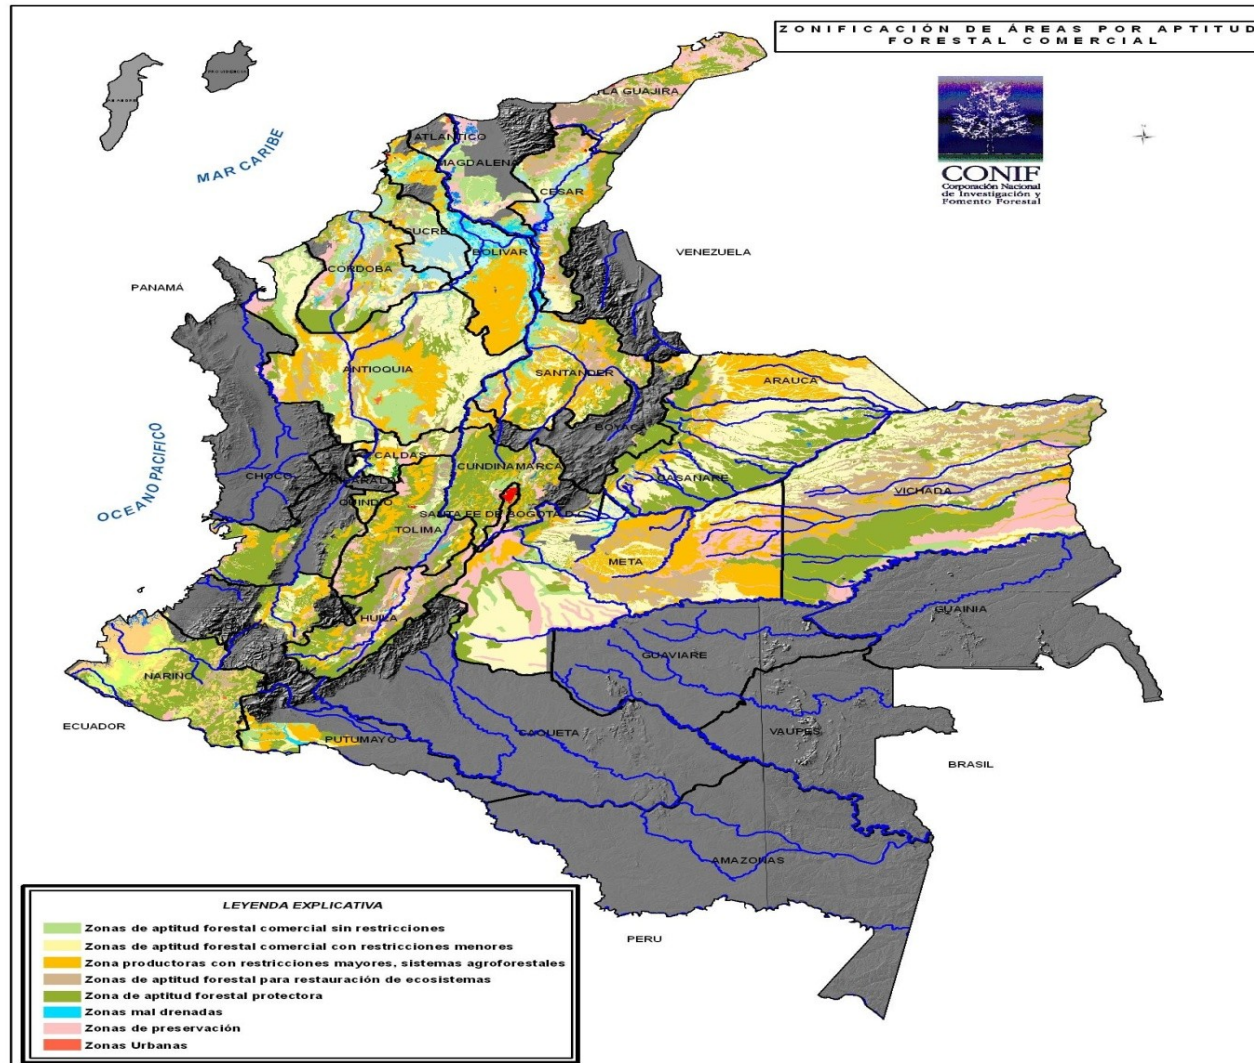 ZONIFICACIÓN DE ÁREAS POR APTITUD
FORESTAL COMERCIAL
LA GUAJIRA
MAR CARIBE
ATLANTICO
MAGDALENA
CESAR
CONIF
Corporación Nacional
de Investigación y
Fomento Forestal
SUCRE
BOLIVAR
VENEZUELA
CORDOBA
PANAMÁ
ANTIOQUIA
SANTANDER
ARAUCA
BOYACA
OCEANO PACIFICO
CALDAS
CUNDINAMARCA
CHOCO
CASANARE
VICHADA
QUINDIO
SANTA FE DE BOGOTA D.C
TOLIMA
META
GUAINIA
HUILA
GUAVIARE
NARIÑO
ECUADOR
PUTUMAYO
CAQUETA
VAUPES
BRASIL
AMAZONAS
PERU
LEYENDA EXPLICATIVA
Zonas de aptitud forestal comercial sin restricciones
Zonas de aptitud forestal comercial con restricciones menores
Zona productoras con restricciones mayores, sistemas agroforestales
Zonas de aptitud forestal para restauración de ecosistemas
Zona de aptitud forestal protectora
Zonas mal drenadas
Zonas de preservación
Zonas Urbanas